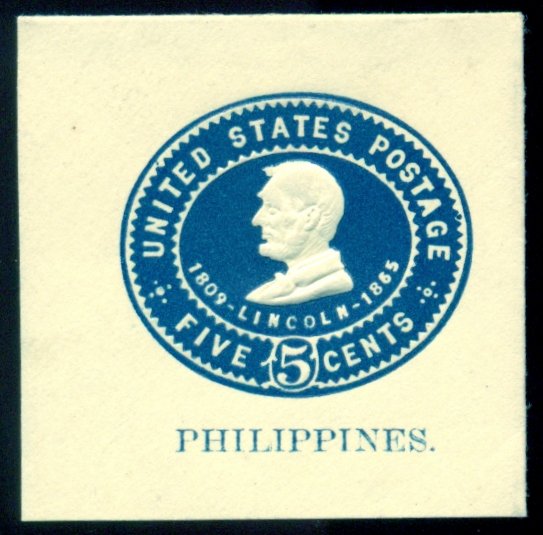 UNITED STATES POSTAGE
1809-LINCOLN-1865
FIVE 5 CENTS
PHILIPPINES.